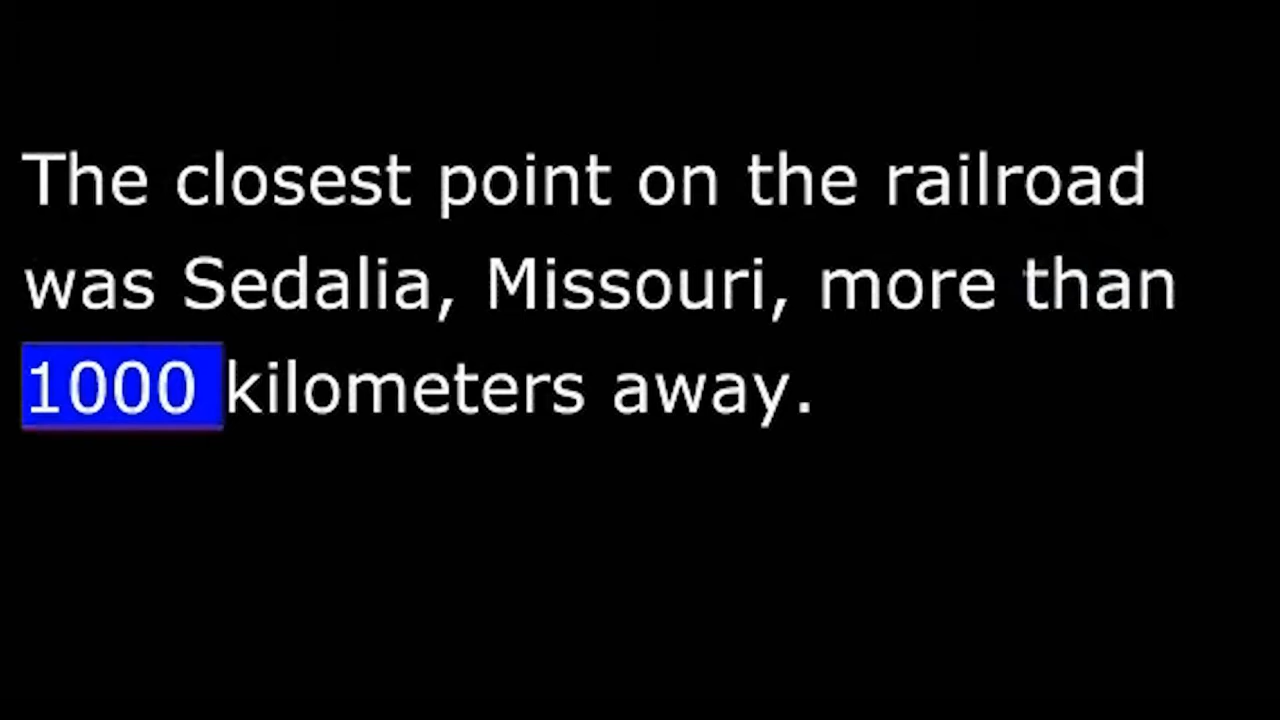 The closest point on the railroad
was Sedalia, Missouri, more than
1000 kilometers away.